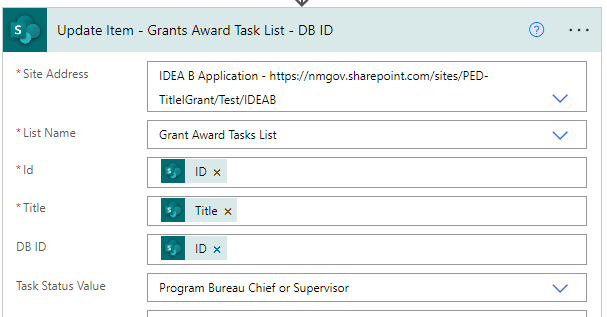 Update Item - Grants Award Task List - DB ID
* Site Address
IDEA B Application - https://nmgov.sharepoint.com/sites/PED-
TitleIGrant/Test/IDEAB
* List Name
Grant Award Tasks List
* Id
ID ×
* Title
Title ×
DB ID
ID ×
Task Status Value
Program Bureau Chief or Supervisor